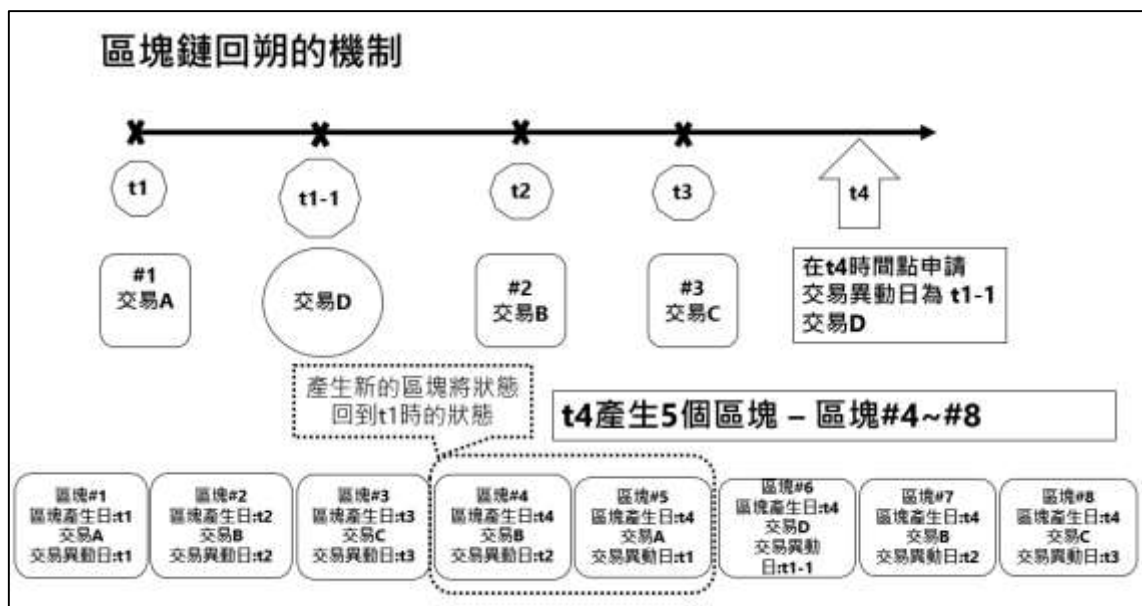 區塊鏈回朔的機制
t1
t1-1
t2
t3
t4
#1
交易A
交易D
#2
交易B
#3
交易C
在t4時間點申請
交易異動日為 t1-1
交易D
產生新的區塊將狀態
回到t1時的狀態
t4產生5個區塊 – 區塊#4~#8
區塊#1
區塊產生日:t1
交易A
交易異動日:t1
區塊#2
區塊產生日:t2
交易B
交易異動日:t2
區塊#3
區塊產生日:t3
交易C
交易異動日:t3
區塊#4
區塊產生日:t4
交易B
交易異動日:t2
區塊#5
區塊產生日:t4
交易A
交易異動日:t1
區塊#6
區塊產生日:t4
交易D
交易異動
日:t1-1
區塊#7
區塊產生日:t4
交易B
交易異動日:t2
區塊#8
區塊產生日:t4
交易C
交易異動日:t3